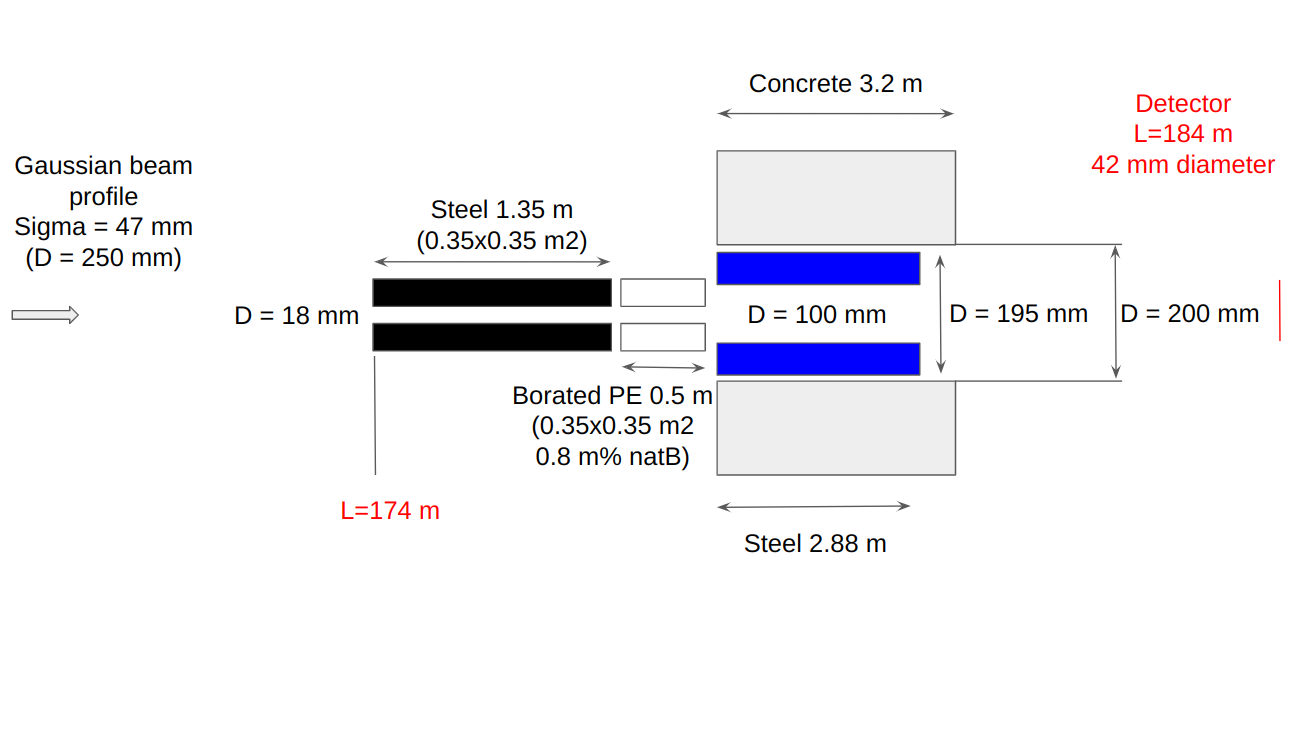 Concrete 3.2 m
Detector
L=184 m
42 mm diameter
Gaussian beam
profile
Sigma = 47 mm
(D = 250 mm)
Steel 1.35 m
(0.35x0.35 m2)
D = 18 mm
D = 100 mm
D = 195 mm
D = 200 mm
Borated PE 0.5 m
(0.35x0.35 m2
0.8 m% natB)
L=174 m
Steel 2.88 m